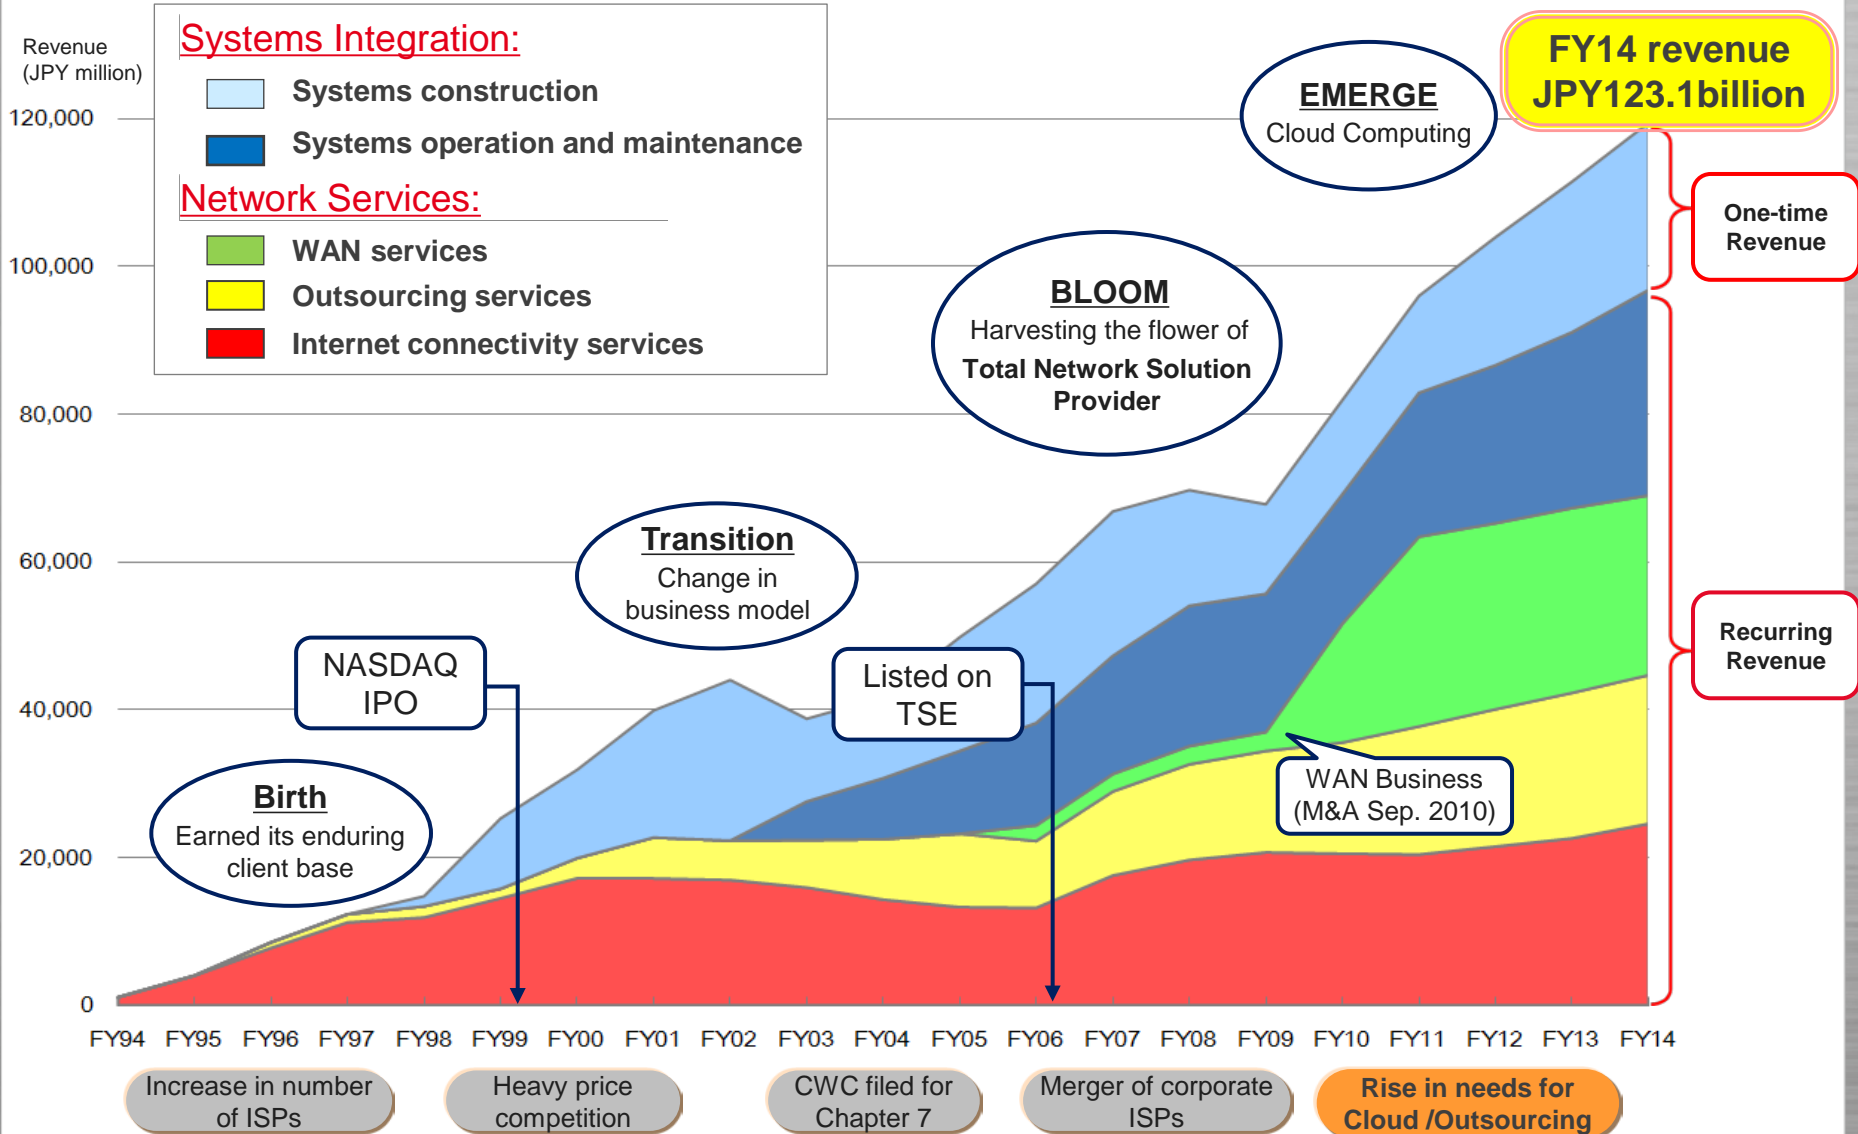 Revenue
(JPY million)
Systems Integration:
Systems construction
Systems operation and maintenance
Network Services:
WAN services
Outsourcing services
Internet connectivity services
FY14 revenue
JPY123.1billion
EMERGE
Cloud Computing
One-time
Revenue
BLOOM
Harvesting the flower of
Total Network Solution
Provider
Transition
Change in
business model
NASDAQ
IPO
Listed on
TSE
Recurring
Revenue
Birth
Earned its enduring
client base
WAN Business
(M&A Sep. 2010)
120,000
100,000
80,000
60,000
40,000
20,000
0
FY94 FY95 FY96 FY97 FY98 FY99 FY00 FY01 FY02 FY03 FY04 FY05 FY06 FY07 FY08 FY09 FY10 FY11 FY12 FY13 FY14
Increase in number
of ISPs
Heavy price
competition
CWC filed for
Chapter 7
Merger of corporate
ISPs
Rise in needs for
Cloud /Outsourcing